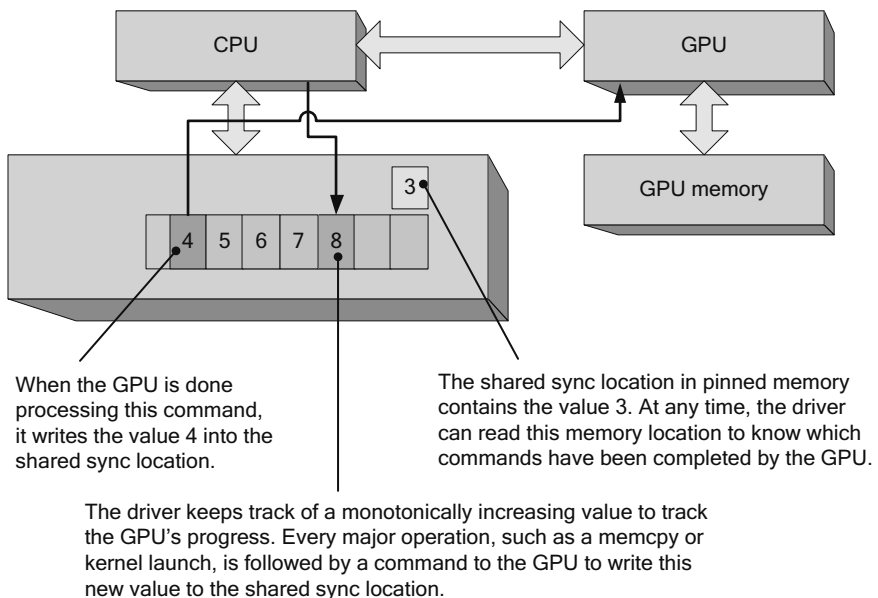 CPU
GPU
GPU memory
3
4 5 6 7 8
When the GPU is done
processing this command,
it writes the value 4 into the
shared sync location.
The shared sync location in pinned memory
contains the value 3. At any time, the driver
can read this memory location to know which
commands have been completed by the GPU.
The driver keeps track of a monotonically increasing value to track
the GPU’s progress. Every major operation, such as a memcpy or
kernel launch, is followed by a command to the GPU to write this
new value to the shared sync location.